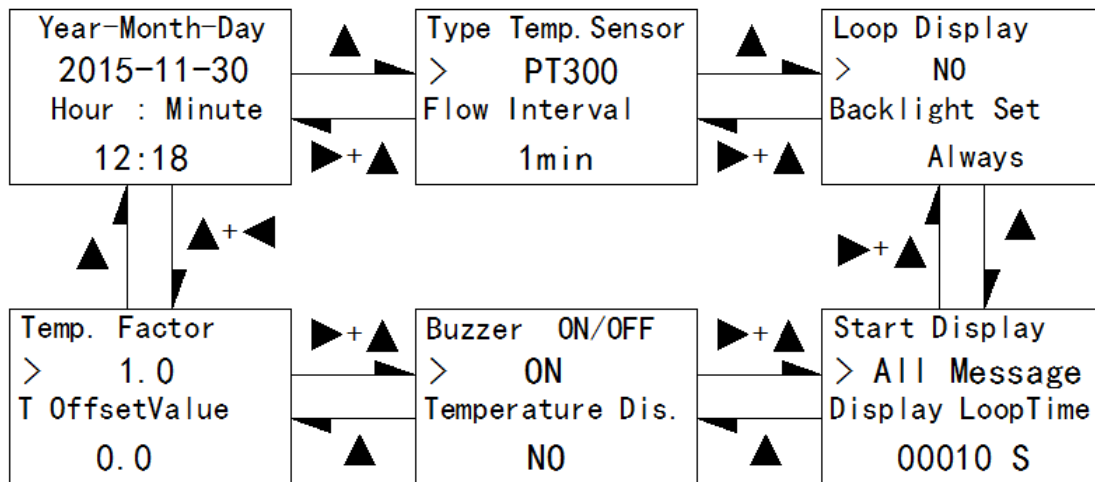 Year-Month-Day
2015-11-30
Hour : Minute
12:18
▲
▶+▲
Type Temp.Sensor
> PT300
Flow Interval
1min
▲
▶+▲
Loop Display
> NO
Backlight Set
Always
▲
▲+◀
▶+▲
▲
Temp. Factor
> 1.0
T OffsetValue
0.0
▶+▲
▲
Buzzer ON/OFF
> ON
Temperature Dis.
NO
▶+▲
▲
Start Display
> All Message
Display LoopTime
00010 S